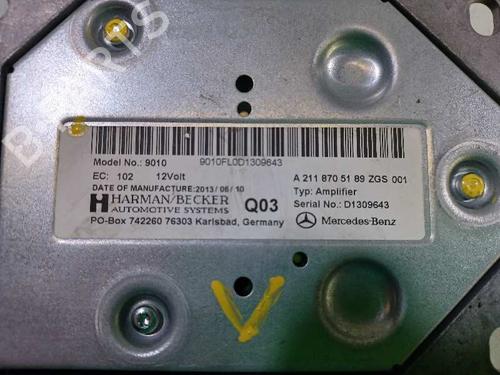 Model No.: 9010
9010FL0D1309643
A 211 870 51 89 ZGS 001
EC: 102 12Volt
Typ: Amplifier
DATE OF MANUFACTURE: 2013 / 06 / 10
HARMAN/BECKER
AUTOMOTIVE SYSTEMS
Q03
Serial No.: D1309643
PO-Box 742260 76303 Karlsbad, Germany
Mercedes-Benz